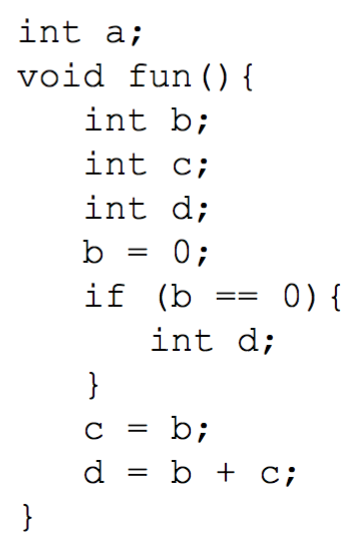 int a;
void fun(){
    int b;
    int c;
    int d;
    b = 0;
    if (b == 0){
        int d;
    }
    c = b;
    d = b + c;
}